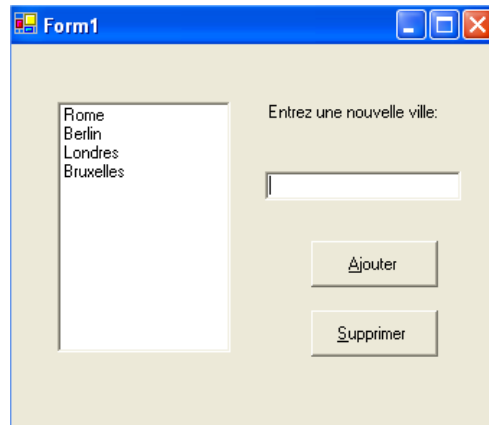 Form1
Rome
Berlin
Londres
Bruxelles
Entrez une nouvelle ville:
Ajouter
Supprimer